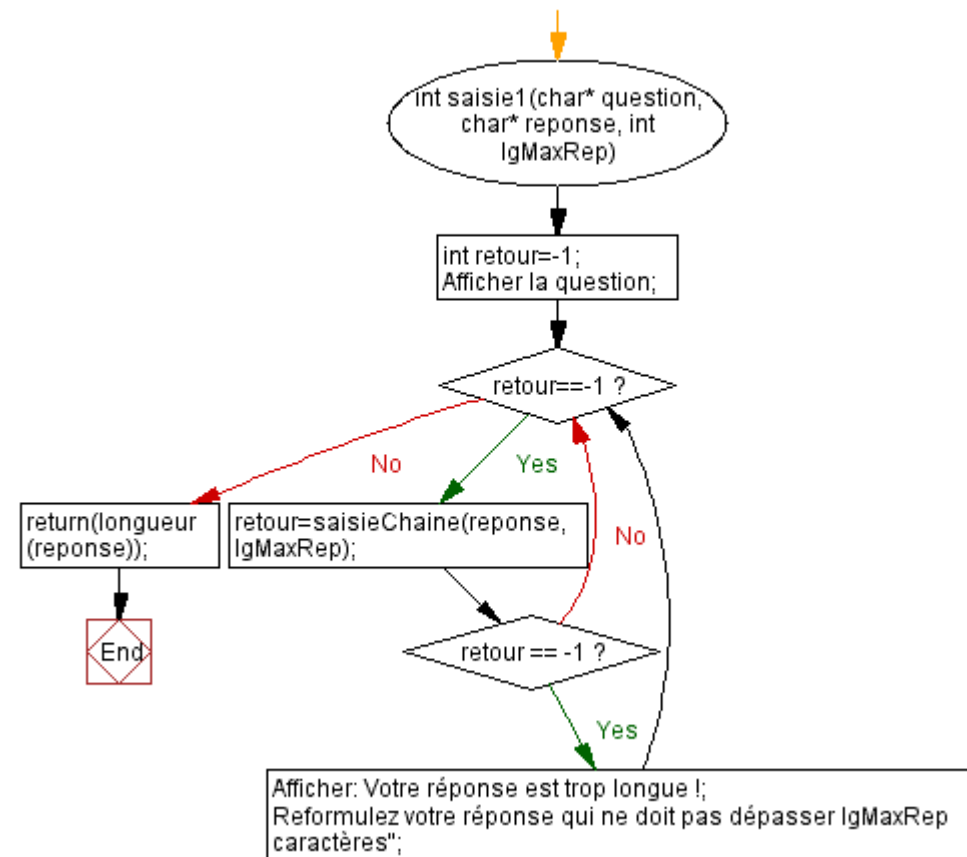 int saisie1(char* question,
char* reponse, int
lgMaxRep)
int retour=-1;
Afficher la question;
retour==-1 ?
No
Yes
return(longueur
(reponse));
retour=saisieChaine(reponse,
lgMaxRep);
No
End
retour == -1 ?
Yes
Afficher: Votre réponse est trop longue !;
Reformulez votre réponse qui ne doit pas dépasser lgMaxRep
caractères";